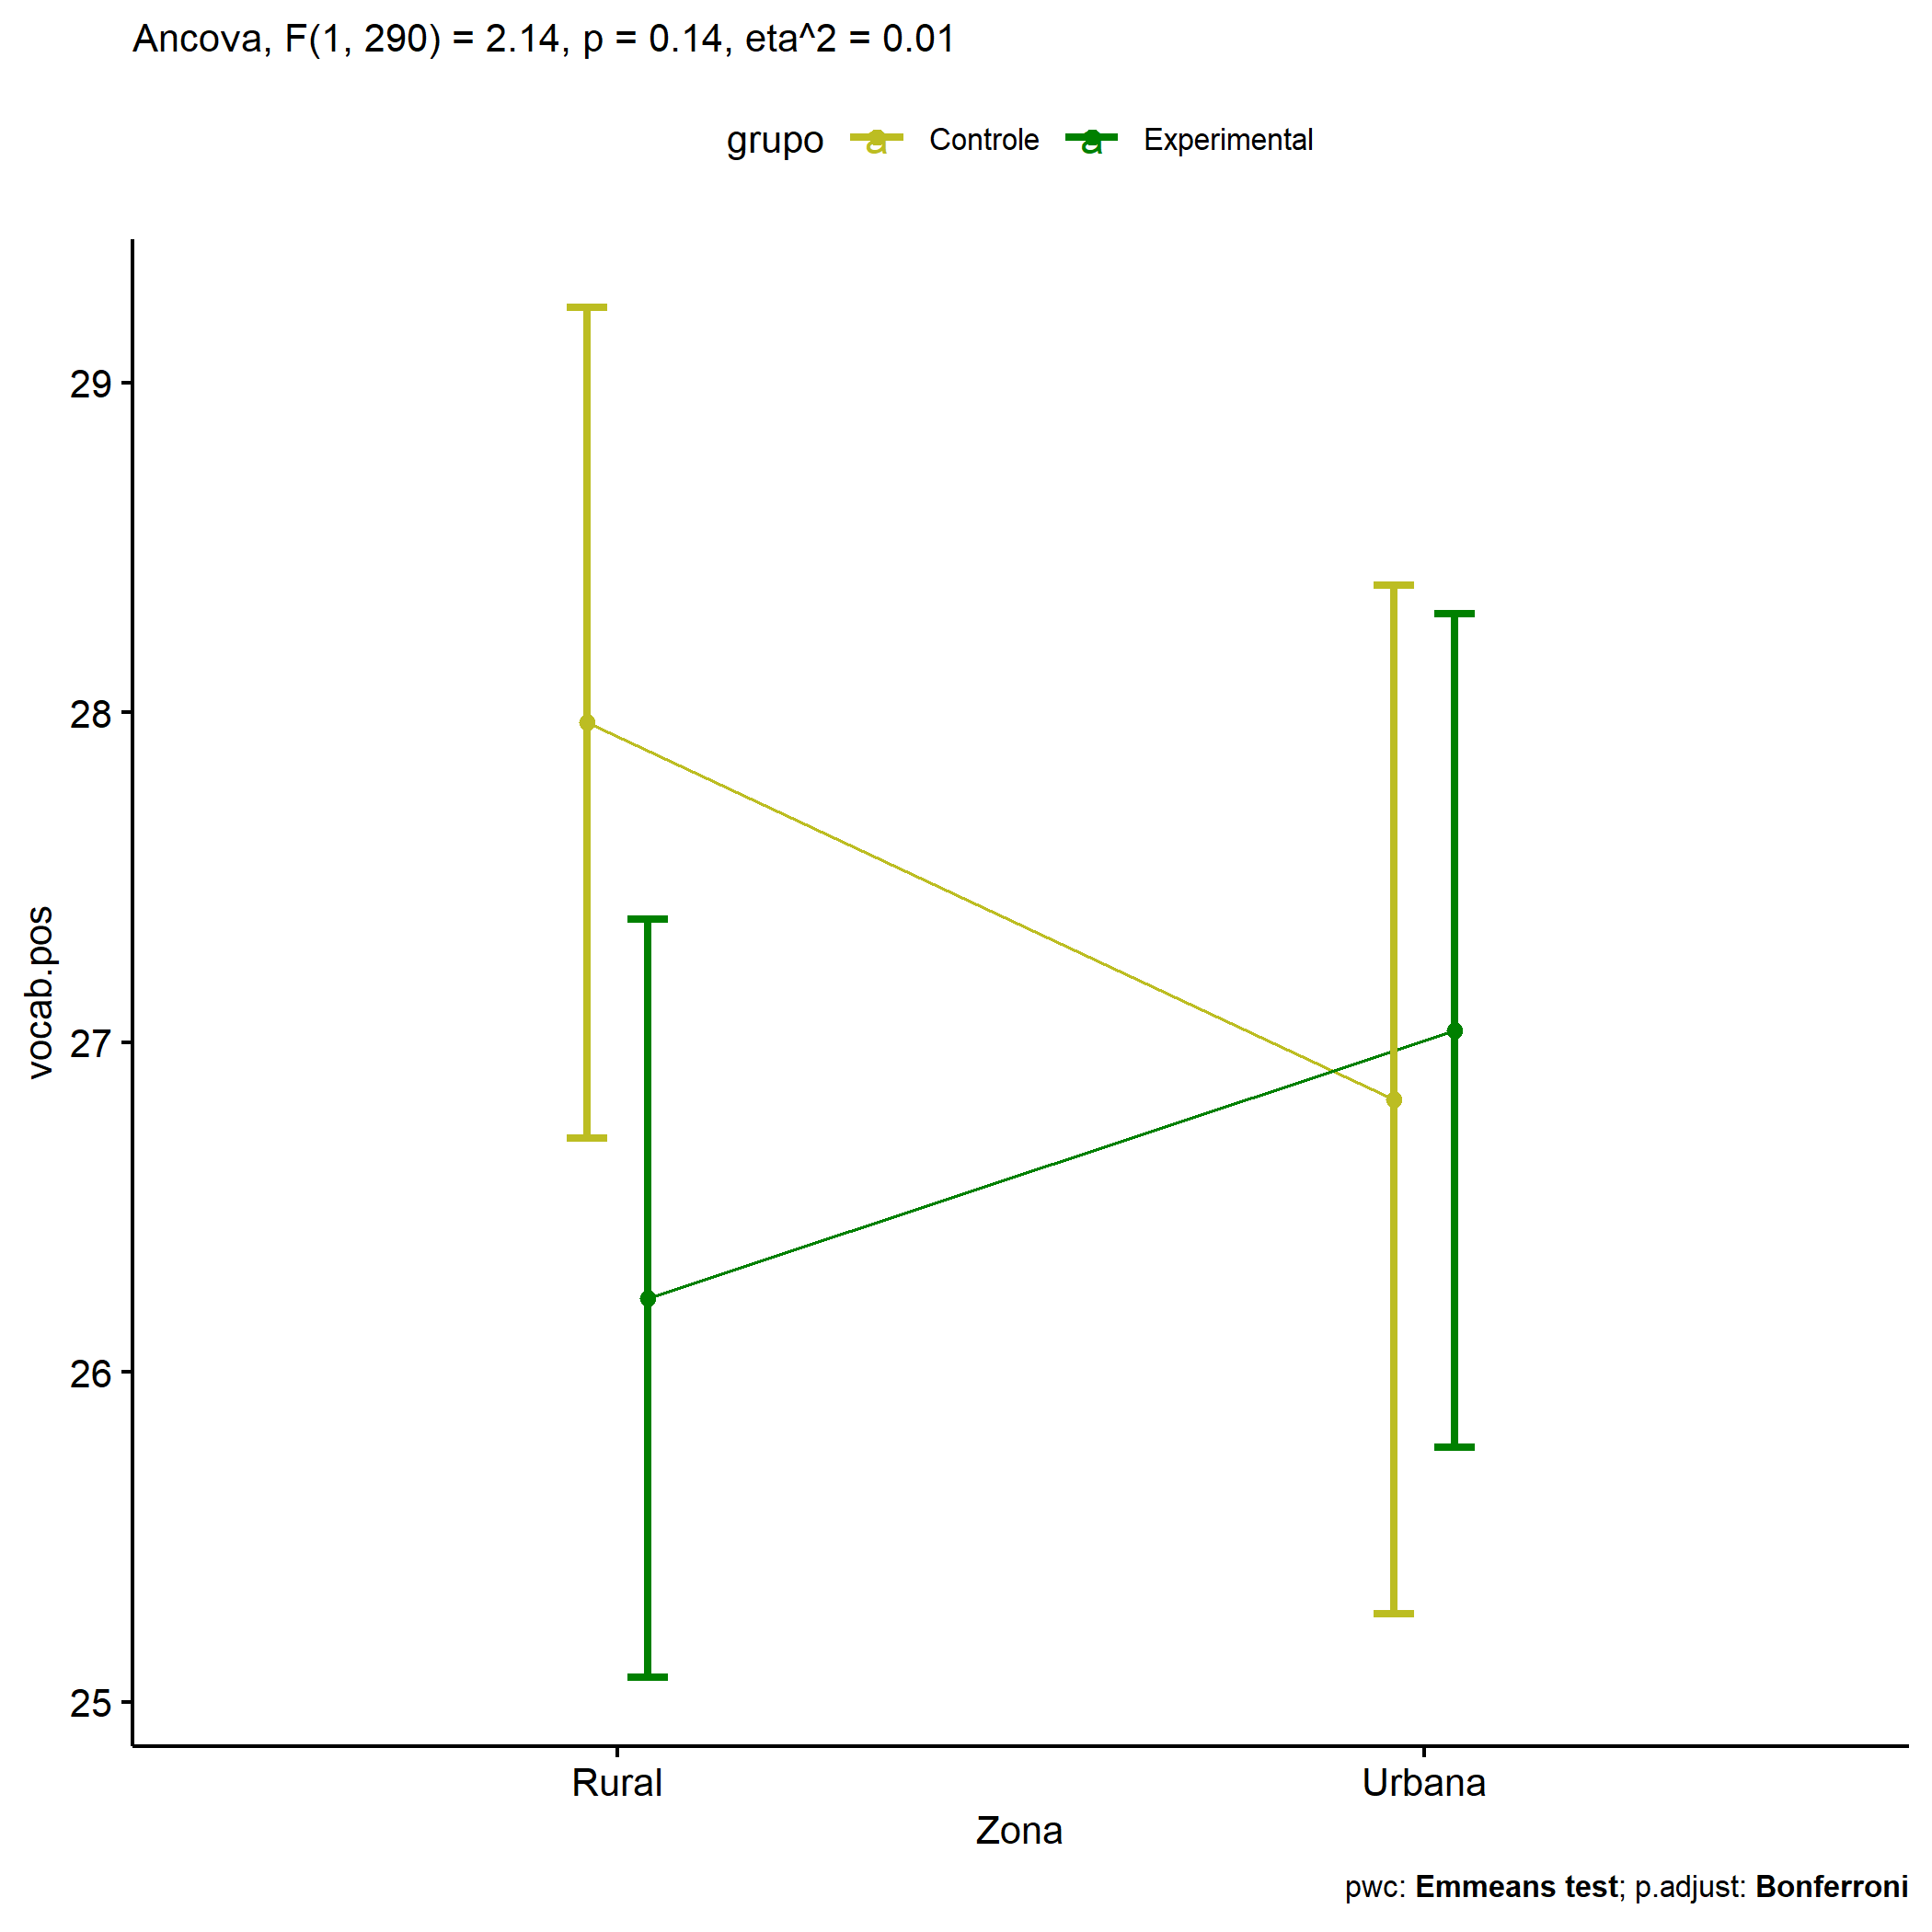 Ancova, F(1, 290) = 2.14, p = 0.14, eta^2 = 0.01
grupo a Controle a Experimental
29
28
27
26
25
vocab.pos
Rural Urbana
Zona
pwc: Emmeans test; p.adjust: Bonferroni